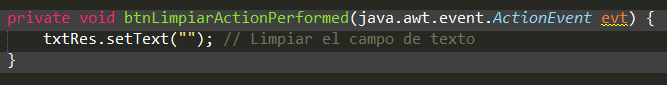 private void btnLimpiarActionPerformed(java.awt.event.ActionEvent evt) {
    txtRes.setText(""); // Limpiar el campo de texto
}